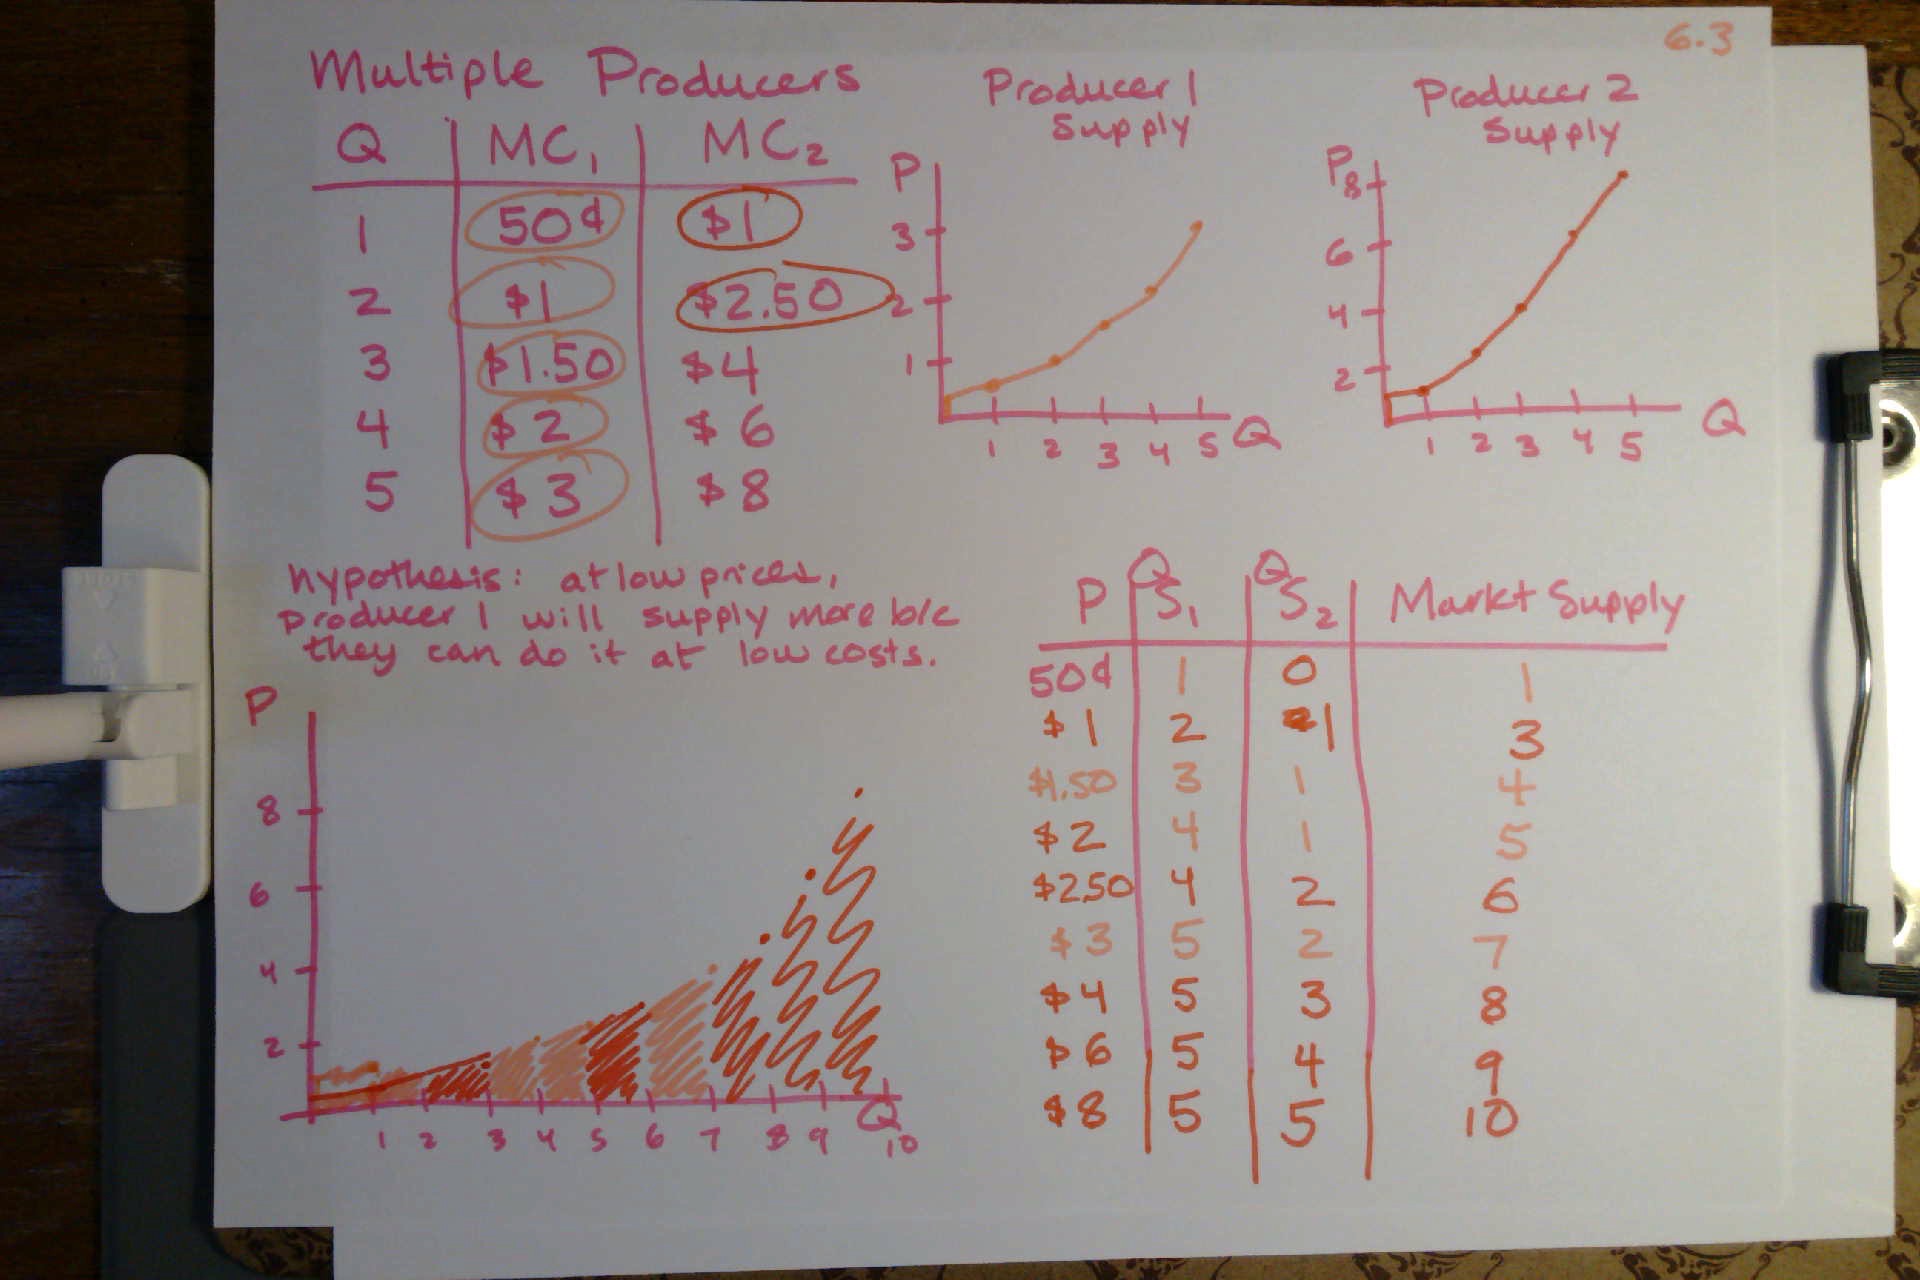 6.3
Multiple Producers
Q MC1 MC2
1 50¢ $1
2 $1 $2.50
3 $1.50 $4
4 $2 $6
5 $3 $8
Producer 1
Supply
P
3
2
1
1 2 3 4 5 Q
Producer 2
Supply
P
8
6
4
2
1 2 3 4 5 Q
hypothesis: at low prices,
producer 1 will supply more b/c
they can do it at low costs.
P
8
6
4
2
1 2 3 4 5 6 7 8 9 10
Q
P QS1 QS2 Markt Supply
50¢ 1 0 1
$1 2 1 3
$1.50 3 1 4
$2 4 1 5
$2.50 4 2 6
$3 5 2 7
$4 5 3 8
$6 5 4 9
$8 5 5 10